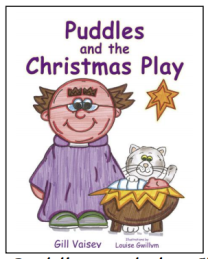 Puddles
and the
Christmas Play
Gill Vaisey
Illustrations by
Louise Gwillym